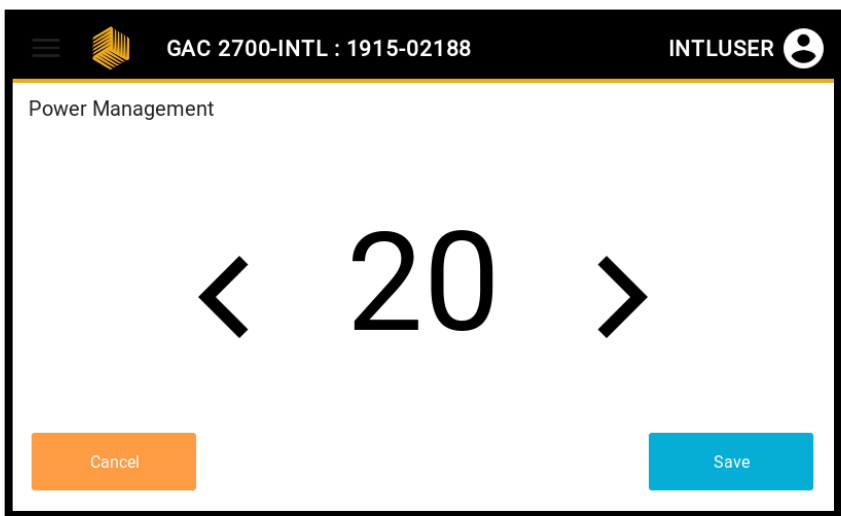 GAC 2700-INTL : 1915-02188 INTLUSER
Power Management
20
Cancel Save